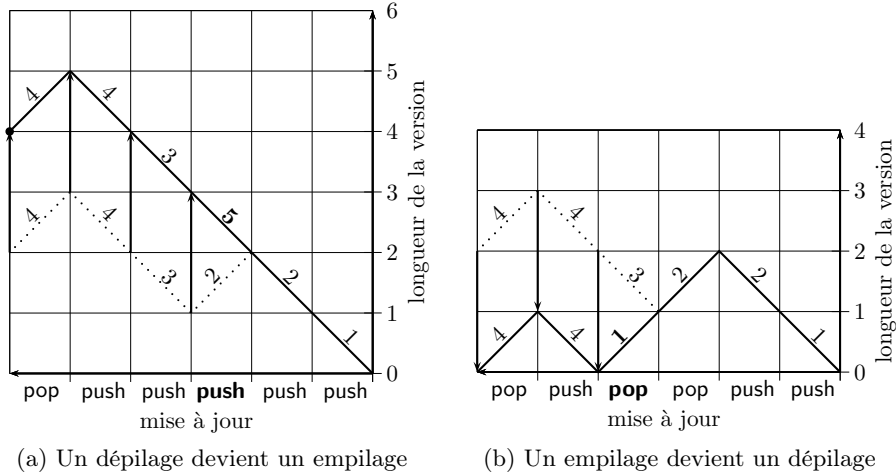 6
5
4
3
2
1
0
longueur de la version
4 4 3 5 2 1
4 4 3 2
pop push push push push push
mise à jour
(a) Un dépilage devient un empilage
4
3
2
1
0
longueur de la version
4 4 3 2 2 1
4 4 1
pop push pop pop push push
mise à jour
(b) Un empilage devient un dépilage